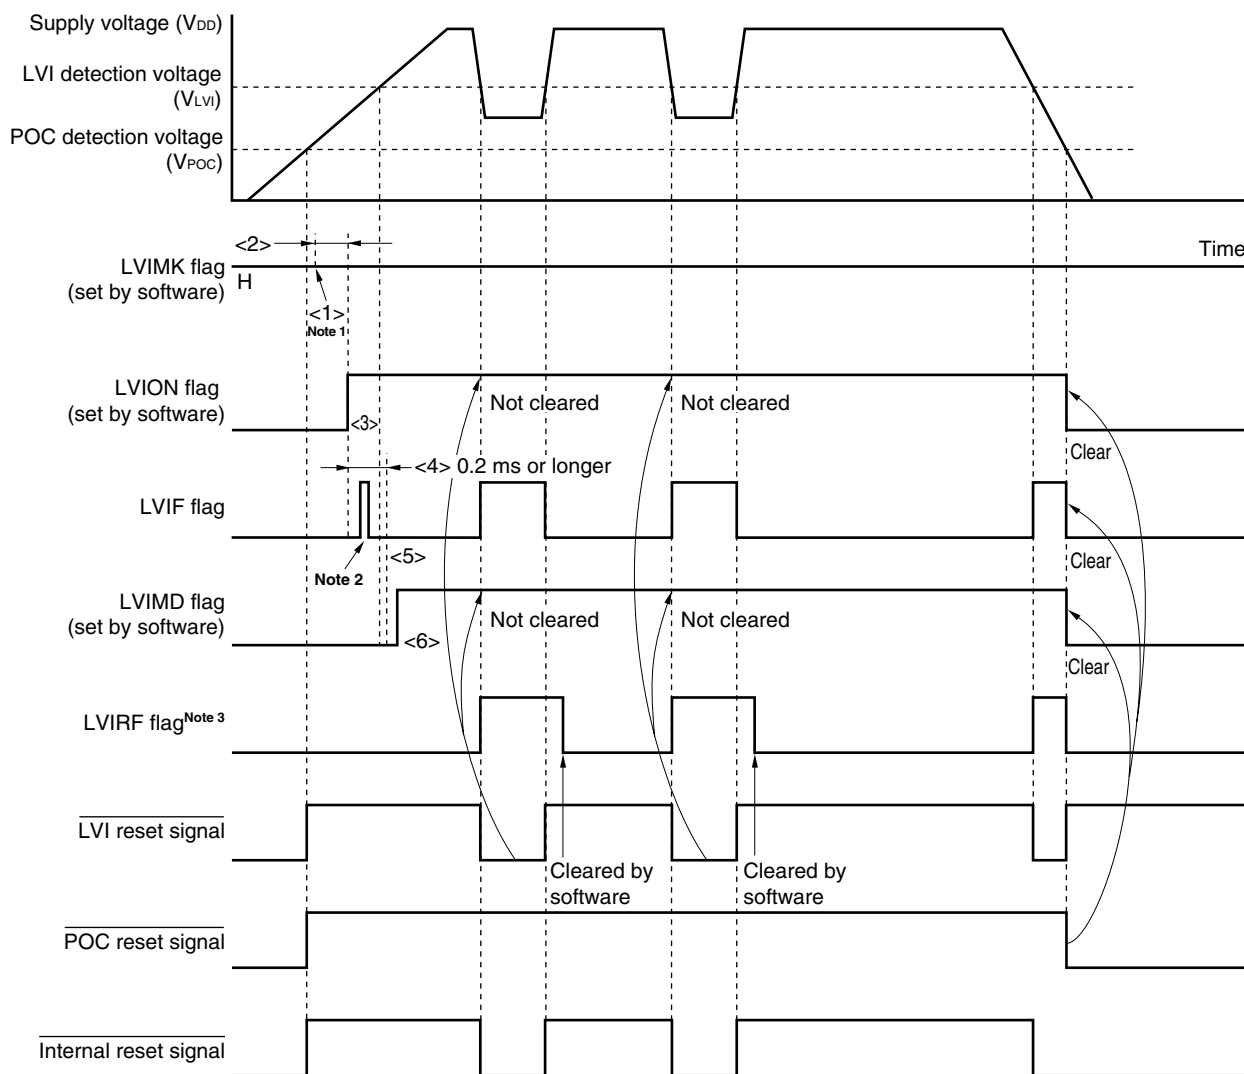 Supply voltage (VDD)
LVI detection voltage
(VLVI)
POC detection voltage
(VPOC)
<2>
Time
LVIMK flag
(set by software)
H
<1>
Note 1
LVION flag
(set by software)
Not cleared
Not cleared
<3>
Clear
<4> 0.2 ms or longer
LVIF flag
<5>
Clear
Note 2
LVIMD flag
(set by software)
Not cleared
Not cleared
<6>
Clear
LVIRF flagNote 3
LVI reset signal
Cleared by
software
Cleared by
software
POC reset signal
Internal reset signal